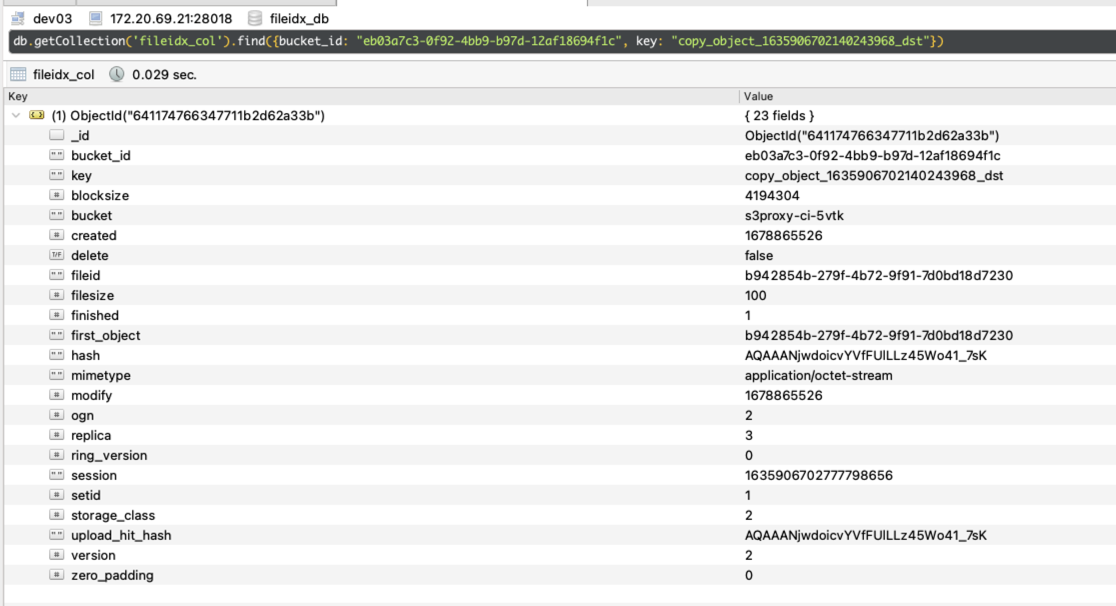 dev03 172.20.69.21:28018 fileidx_db
db.getCollection('fileidx_col').find({bucket_id: "eb03a7c3-0f92-4bb9-b97d-12af18694f1c", key: "copy_object_1635906702140243968_dst"})
fileidx_col 0.029 sec.
Key Value
(1) ObjectId("641174766347711b2d62a33b") { 23 fields }
_id ObjectId("641174766347711b2d62a33b")
"" bucket_id eb03a7c3-0f92-4bb9-b97d-12af18694f1c
"" key copy_object_1635906702140243968_dst
# blocksize 4194304
"" bucket s3proxy-ci-5vtk
# created 1678865526
T/F delete false
"" fileid b942854b-279f-4b72-9f91-7d0bd18d7230
# filesize 100
# finished 1
"" first_object b942854b-279f-4b72-9f91-7d0bd18d7230
"" hash AQAAANjwdoicvYVfFUlLLz45Wo41_7sK
"" mimetype application/octet-stream
# modify 1678865526
# ogn 2
# replica 3
# ring_version 0
"" session 1635906702777798656
# setid 1
# storage_class 2
"" upload_hit_hash AQAAANjwdoicvYVfFUlLLz45Wo41_7sK
# version 2
# zero_padding 0